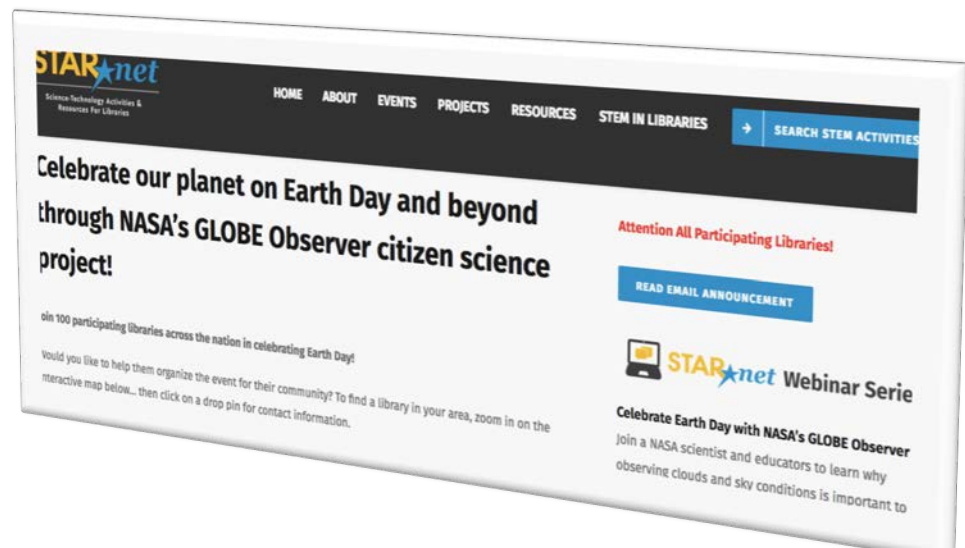 STAR net
Science-Technology Activities &
Resources For Libraries
HOME ABOUT EVENTS PROJECTS RESOURCES STEM IN LIBRARIES SEARCH STEM ACTIVITIES
Celebrate our planet on Earth Day and beyond
through NASA's GLOBE Observer citizen science
project!
oin 100 participating libraries across the nation in celebrating Earth Day!
Would you like to help them organize the event for their community? To find a library in your area, zoom in on the
nteractive map below... then click on a drop pin for contact information.
Attention All Participating Libraries!
READ EMAIL ANNOUNCEMENT
STAR net Webinar Serie
Celebrate Earth Day with NASA's GLOBE Observer
Join a NASA scientist and educators to learn why
observing clouds and sky conditions is important to